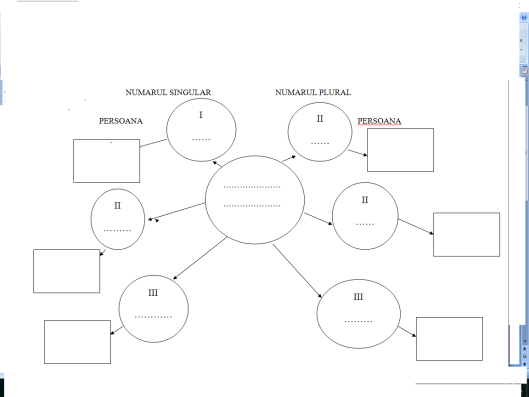 NUMARUL SINGULAR
NUMARUL PLURAL
PERSOANA
PERSOANA
I
......
II
......
......................
......................
II
.........
II
......
III
............
III
.........